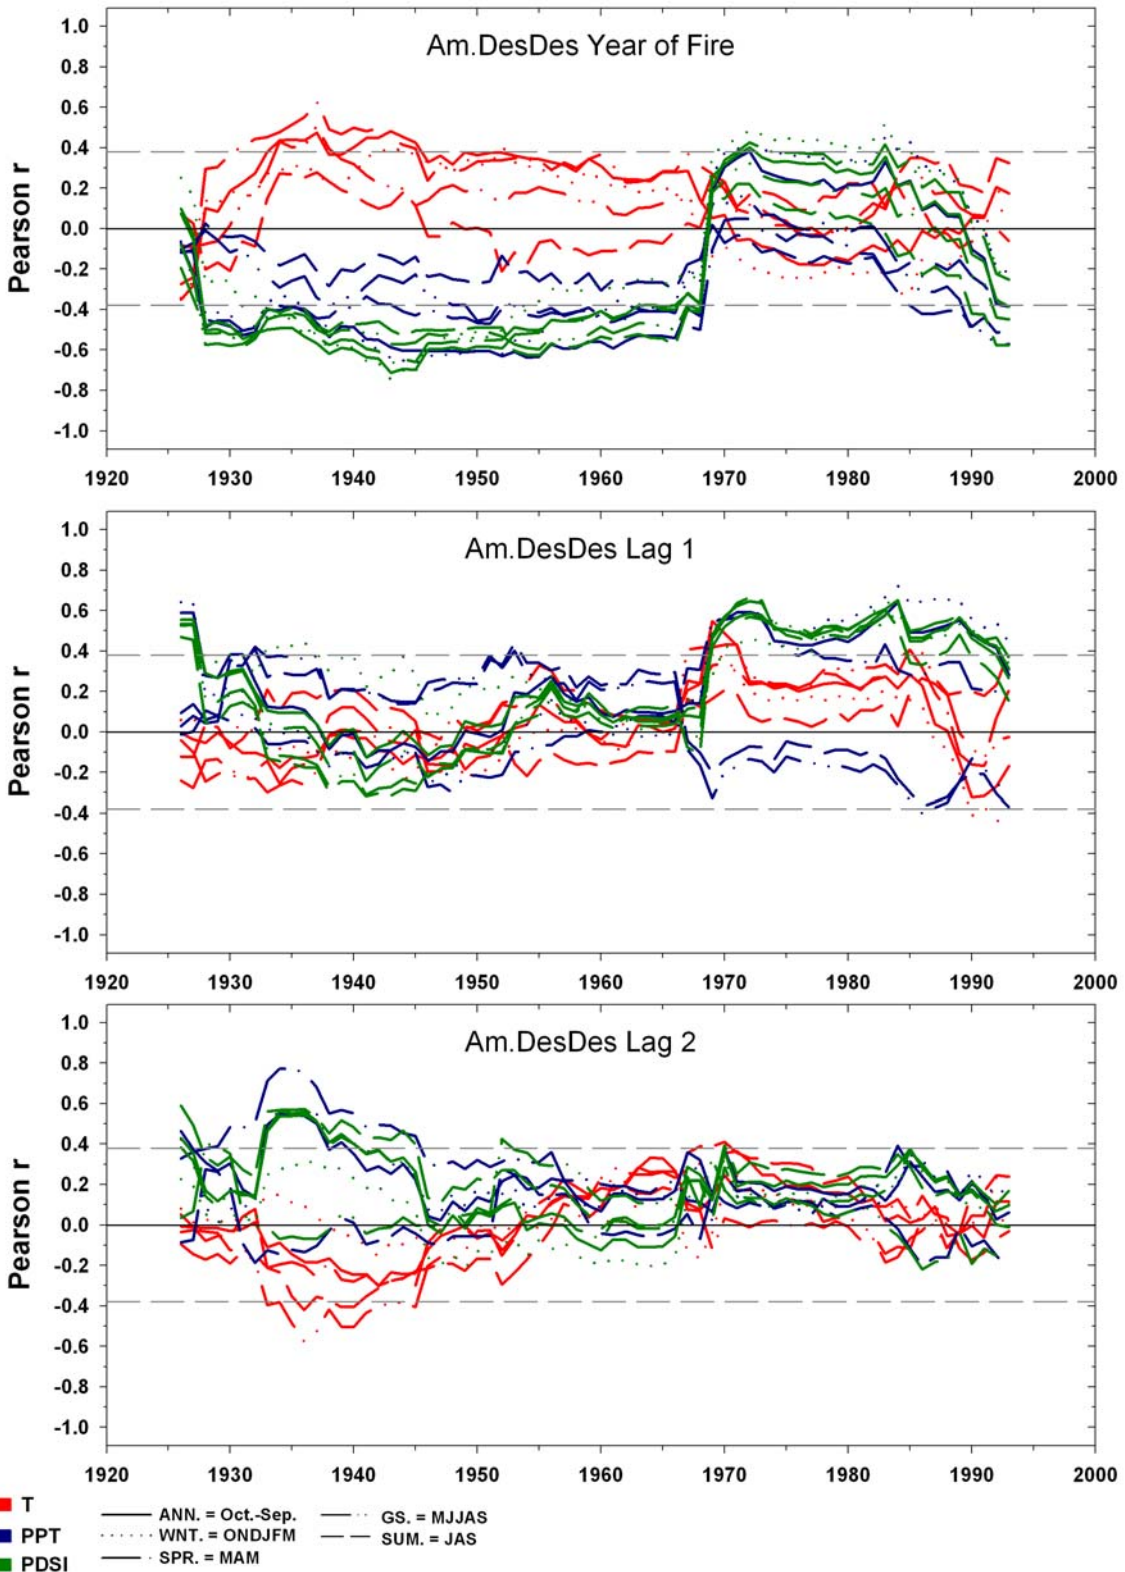 Am.DesDes Year of Fire
Pearson r
1.0
0.8
0.6
0.4
0.2
0.0
-0.2
-0.4
-0.6
-0.8
-1.0
1920 1930 1940 1950 1960 1970 1980 1990 2000
Am.DesDes Lag 1
Pearson r
1.0
0.8
0.6
0.4
0.2
0.0
-0.2
-0.4
-0.6
-0.8
-1.0
1920 1930 1940 1950 1960 1970 1980 1990 2000
Am.DesDes Lag 2
Pearson r
1.0
0.8
0.6
0.4
0.2
0.0
-0.2
-0.4
-0.6
-0.8
-1.0
1920 1930 1940 1950 1960 1970 1980 1990 2000
T
PPT
PDSI
ANN. = Oct.-Sep.
WNT. = ONDJFM
SPR. = MAM
GS. = MJJAS
SUM. = JAS